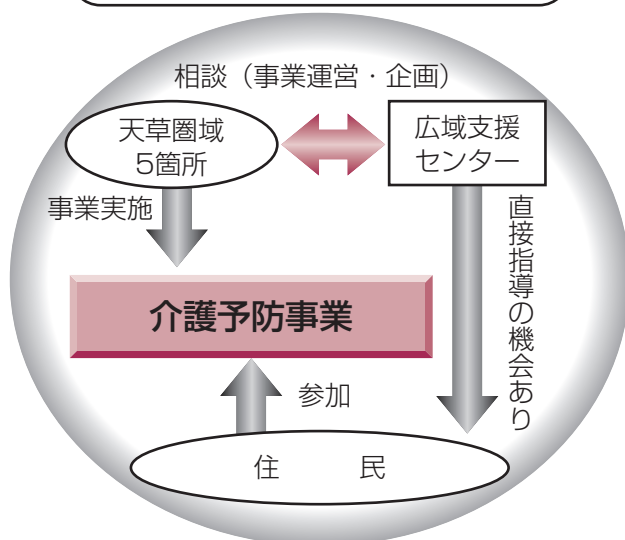 相談（事業運営・企画）
天草圏域
5箇所
広域支援
センター
事業実施
直接指導の機会あり
介護予防事業
参加
住　　民